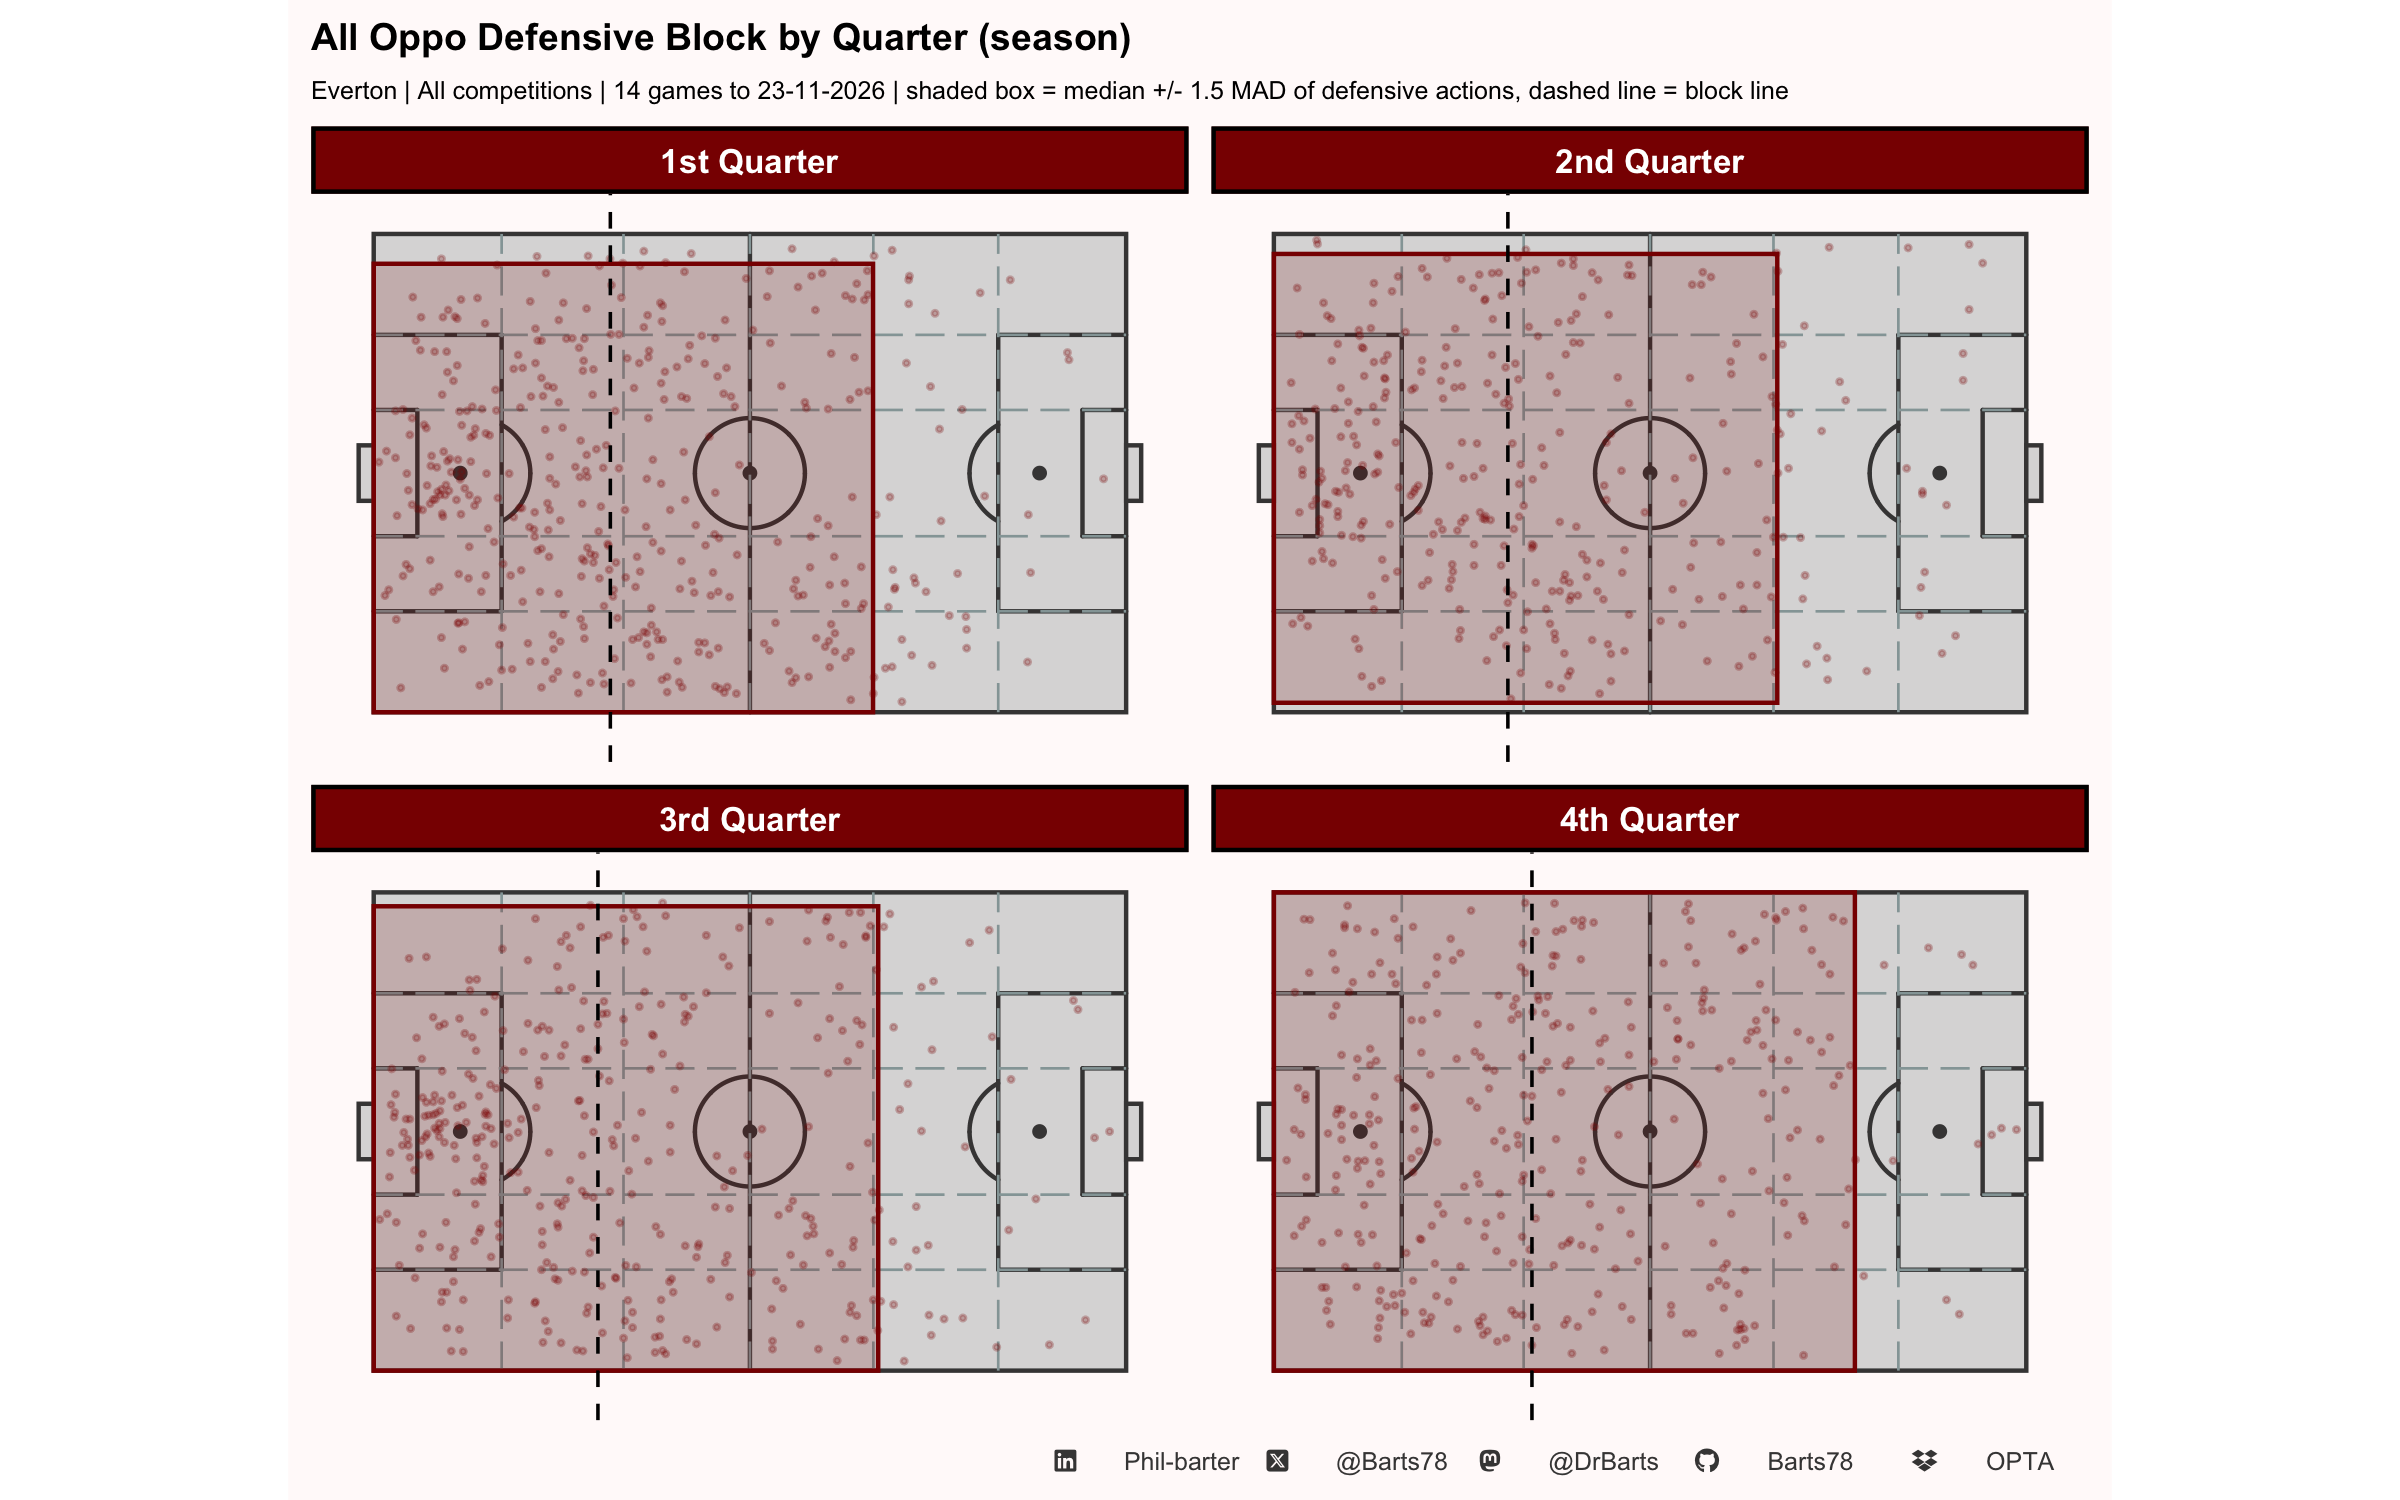 All Oppo Defensive Block by Quarter (season)
Everton | All competitions | 14 games to 23-11-2026 | shaded box = median +/- 1.5 MAD of defensive actions, dashed line = block line
1st Quarter
2nd Quarter
3rd Quarter
4th Quarter
Phil-barter @Barts78 @DrBarts Barts78 OPTA